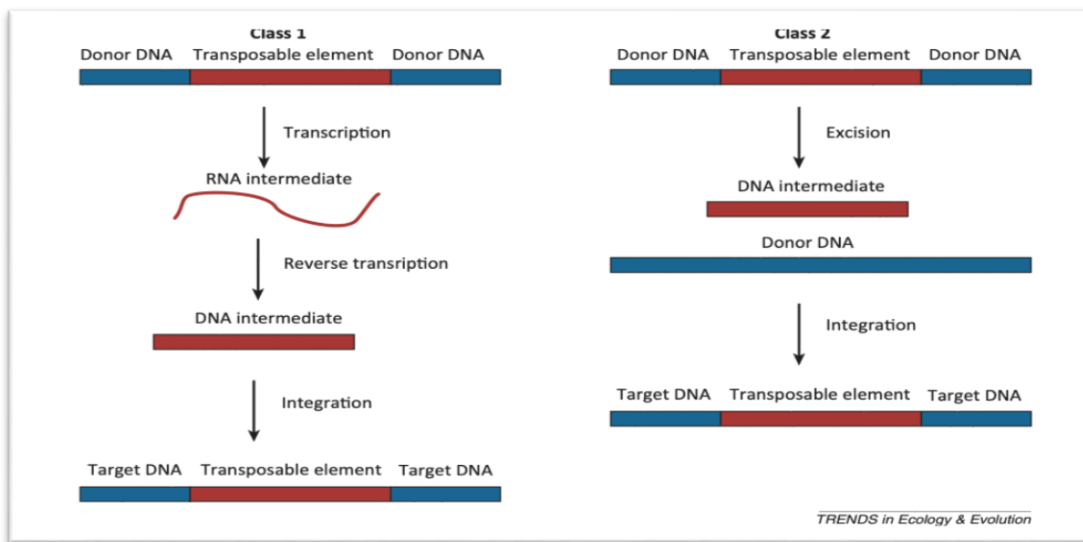 Class 1
Donor DNA Transposable element Donor DNA
Transcription
RNA intermediate
Reverse transription
DNA intermediate
Integration
Target DNA Transposable element Target DNA
Class 2
Donor DNA Transposable element Donor DNA
Excision
DNA intermediate
Donor DNA
Integration
Target DNA Transposable element Target DNA
TRENDS in Ecology & Evolution